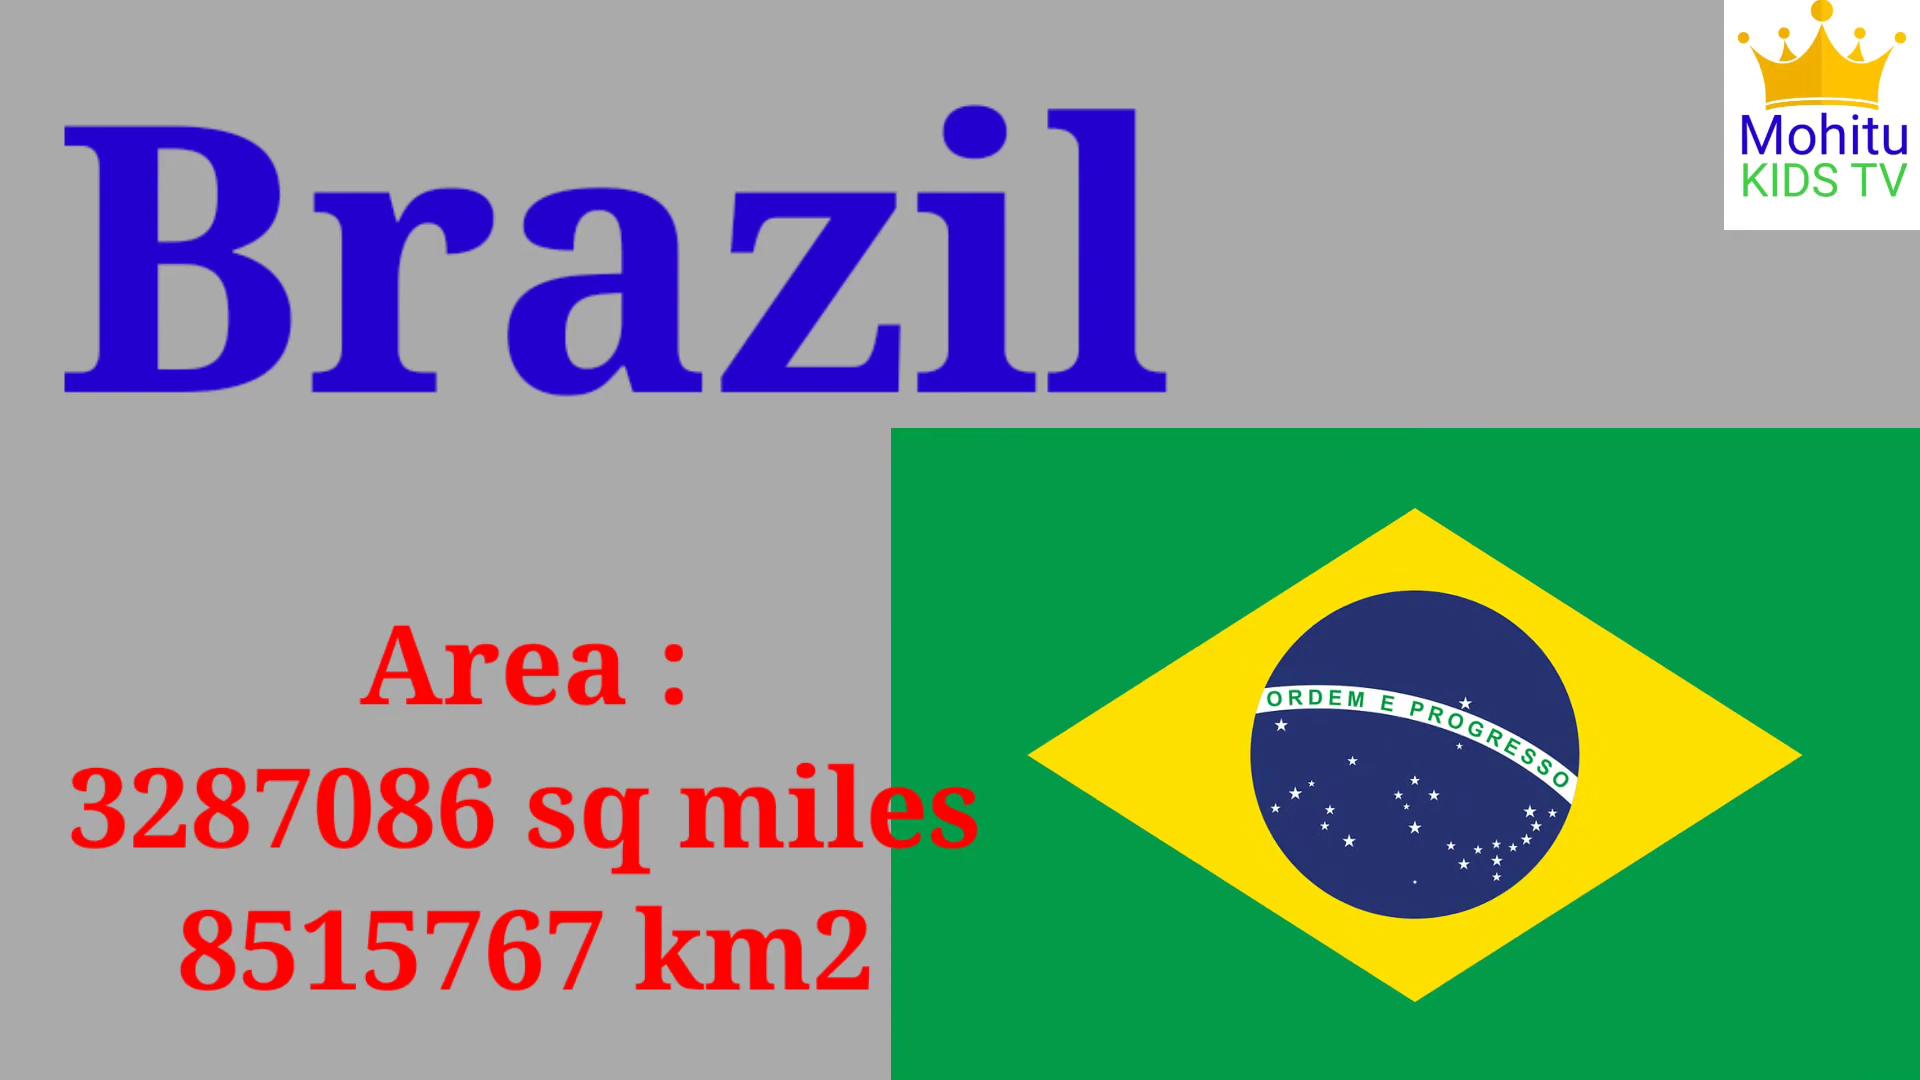 Brazil
Mohitu
KIDS TV
Area :
3287086 sq miles
8515767 km2
ORDEM E PROGRESSO